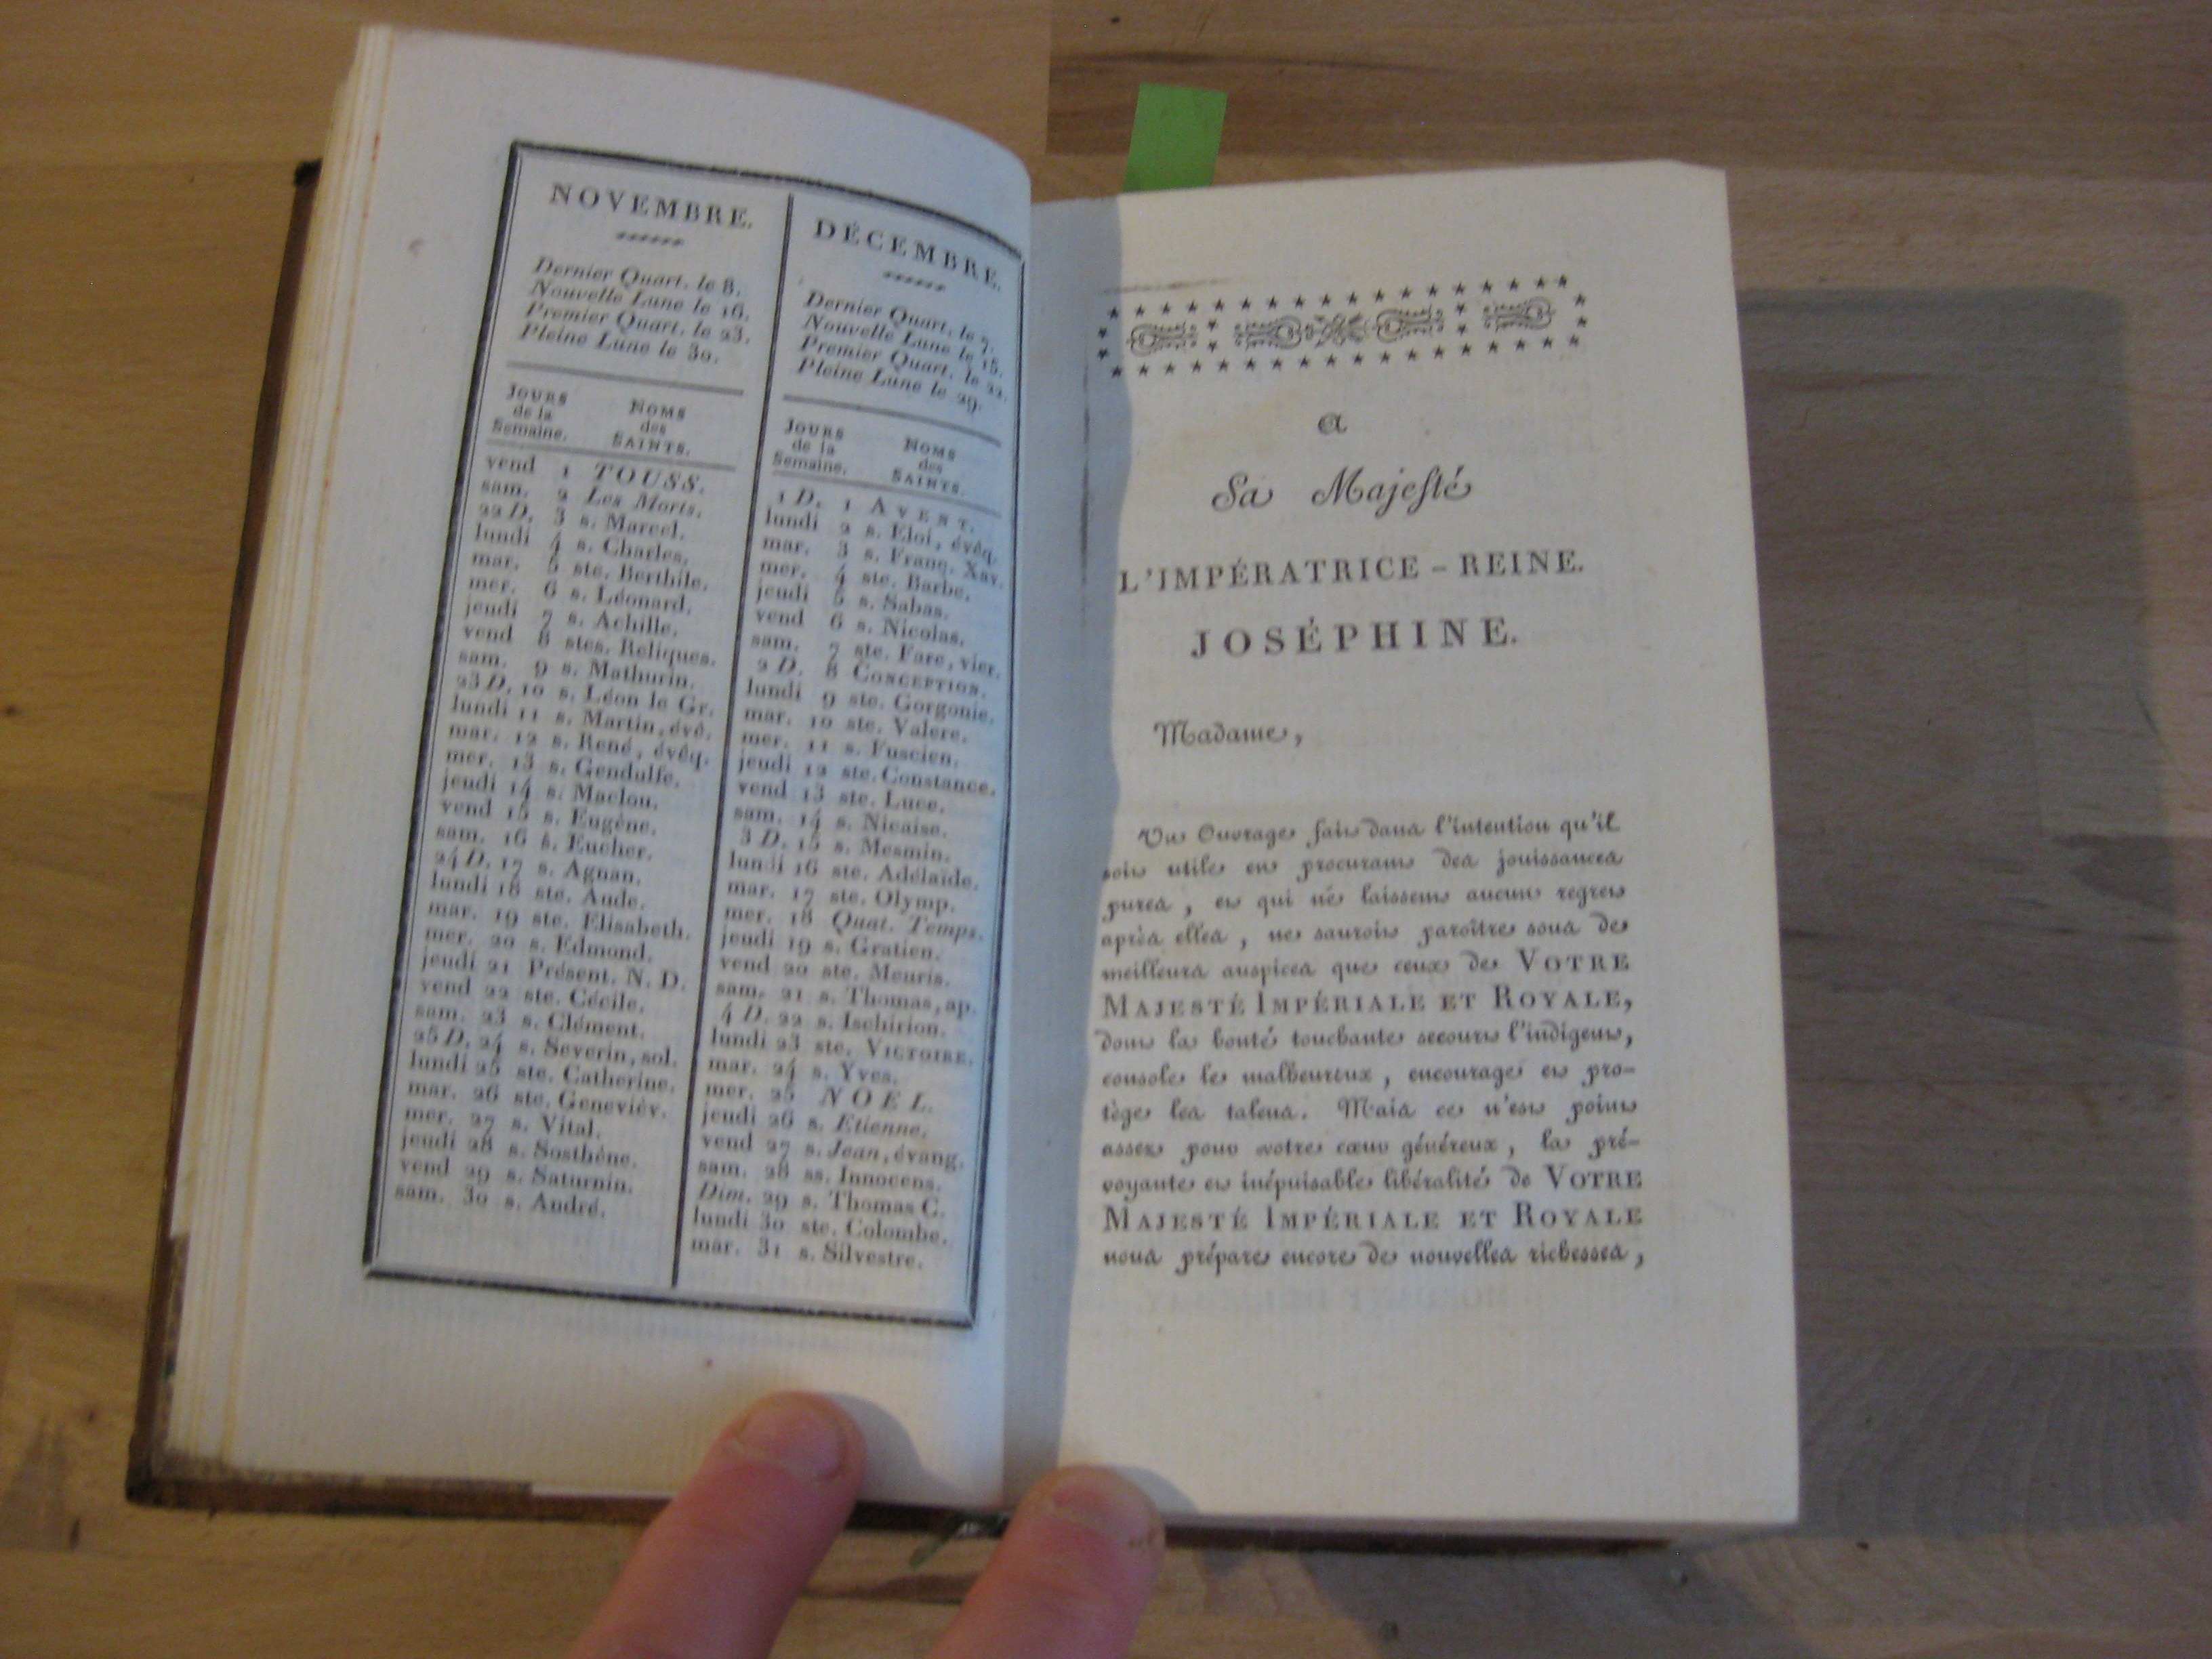 NOVEMBRE.
Dernier Quart. le 8.
Nouvelle Lune le 16.
Premier Quart. le 23.
Pleine Lune le 30.
JOURS de la Semaine.
NOMS des SAINTS.
vend 1 TOUSS.
sam. 2 Les Morts.
22 D. 3 s. Marcel.
lundi 4 s. Charles.
mar. 5 ste. Berthile.
mer. 6 s. Léonard.
jeudi 7 s. Achille.
vend 8 stes. Reliques.
sam. 9 s. Mathurin.
23 D. 10 s. Léon le Gr.
lundi 11 s. Martin, évê.
mar. 12 s. René, évêq.
mer. 13 s. Gendulfe.
jeudi 14 s. Maclou.
vend 15 s. Eugène.
sam. 16 s. Eucher.
24 D. 17 s. Agnan.
lundi 18 ste. Aude.
mar. 19 ste. Elisabeth.
mer. 20 s. Edmond.
jeudi 21 Présent. N. D.
vend 22 ste. Cécile.
sam. 23 s. Clément.
25 D. 24 s. Severin, sol.
lundi 25 ste. Catherine.
mar. 26 ste. Genevièv.
mer. 27 s. Vital.
jeudi 28 s. Sosthène.
vend 29 s. Saturnin.
sam. 30 s. André.
DÉCEMBRE.
Dernier Quart. le 7.
Nouvelle Lune le 15.
Premier Quart. le 22.
Pleine Lune le 29.
JOURS de la Semaine.
NOMS des SAINTS.
1 D. 1 AVENT.
lundi 2 s. Eloi, évêq.
mar. 3 s. Franç. Xav.
mer. 4 ste. Barbe.
jeudi 5 s. Sabas.
vend 6 s. Nicolas.
sam. 7 ste. Fare, vier.
2 D. 8 CONCEPTION.
lundi 9 ste. Gorgonie.
mar. 10 ste. Valere.
mer. 11 s. Fuscien.
jeudi 12 ste. Constance.
vend 13 ste. Luce.
sam. 14 s. Nicaise.
3 D. 15 s. Mesmin.
lundi 16 ste. Adélaïde.
mar. 17 ste. Olymp.
mer. 18 Quat. Temps.
jeudi 19 s. Gratien.
vend 20 ste. Meuris.
sam. 21 s. Thomas, ap.
4 D. 22 s. Ischirion.
lundi 23 ste. VICTOIRE.
mar. 24 s. Yves.
mer. 25 NOEL.
jeudi 26 s. Etienne.
vend 27 s. Jean, évang.
sam. 28 ss. Innocens.
Dim. 29 s. Thomas C.
lundi 30 ste. Colombe.
mar. 31 s. Silvestre.
A
Sa Majesté
L'IMPÉRATRICE-REINE.
JOSÉPHINE.
Madame,
Un Ouvrage fait dans l'intention qu'il
soit utile en procurant des jouissances
pures, et qui ne laissent aucun regret
après elles, ne sauroit paroître sous de
meilleurs auspices que ceux de VOTRE
MAJESTÉ IMPÉRIALE ET ROYALE,
dont la bonté touchante secourt l'indigent,
console le malheureux, encourage et pro-
tège les talens. Mais ce n'est point
assez pour votre cœur généreux, la pré-
voyante et inépuisable libéralité de VOTRE
MAJESTÉ IMPÉRIALE ET ROYALE
nous prépare encore de nouvelles richesses,